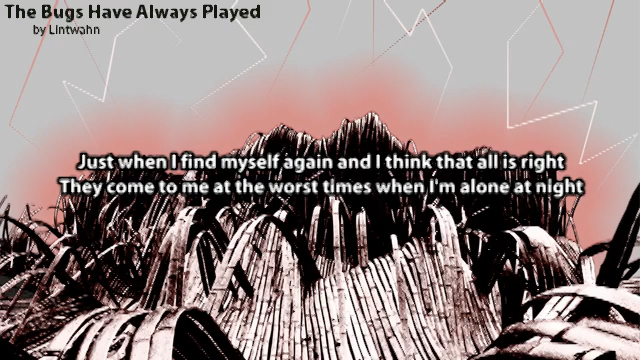 The Bugs Have Always Played
by Lintwahn
Just when I find myself again and I think that all is right
They come to me at the worst times when I'm alone at night